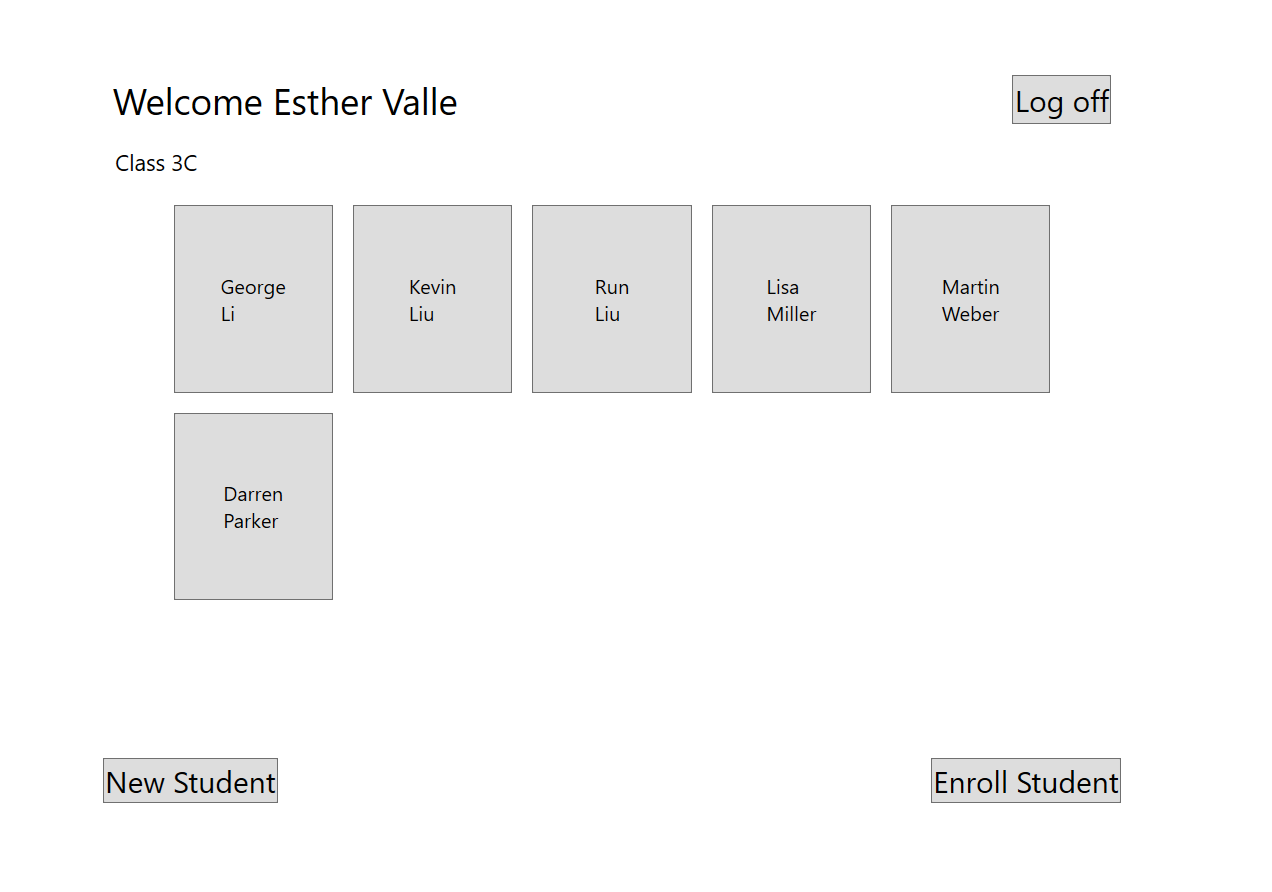 Welcome Esther Valle
Log off
Class 3C
George
Li
Kevin
Liu
Run
Liu
Lisa
Miller
Martin
Weber
Darren
Parker
New Student
Enroll Student